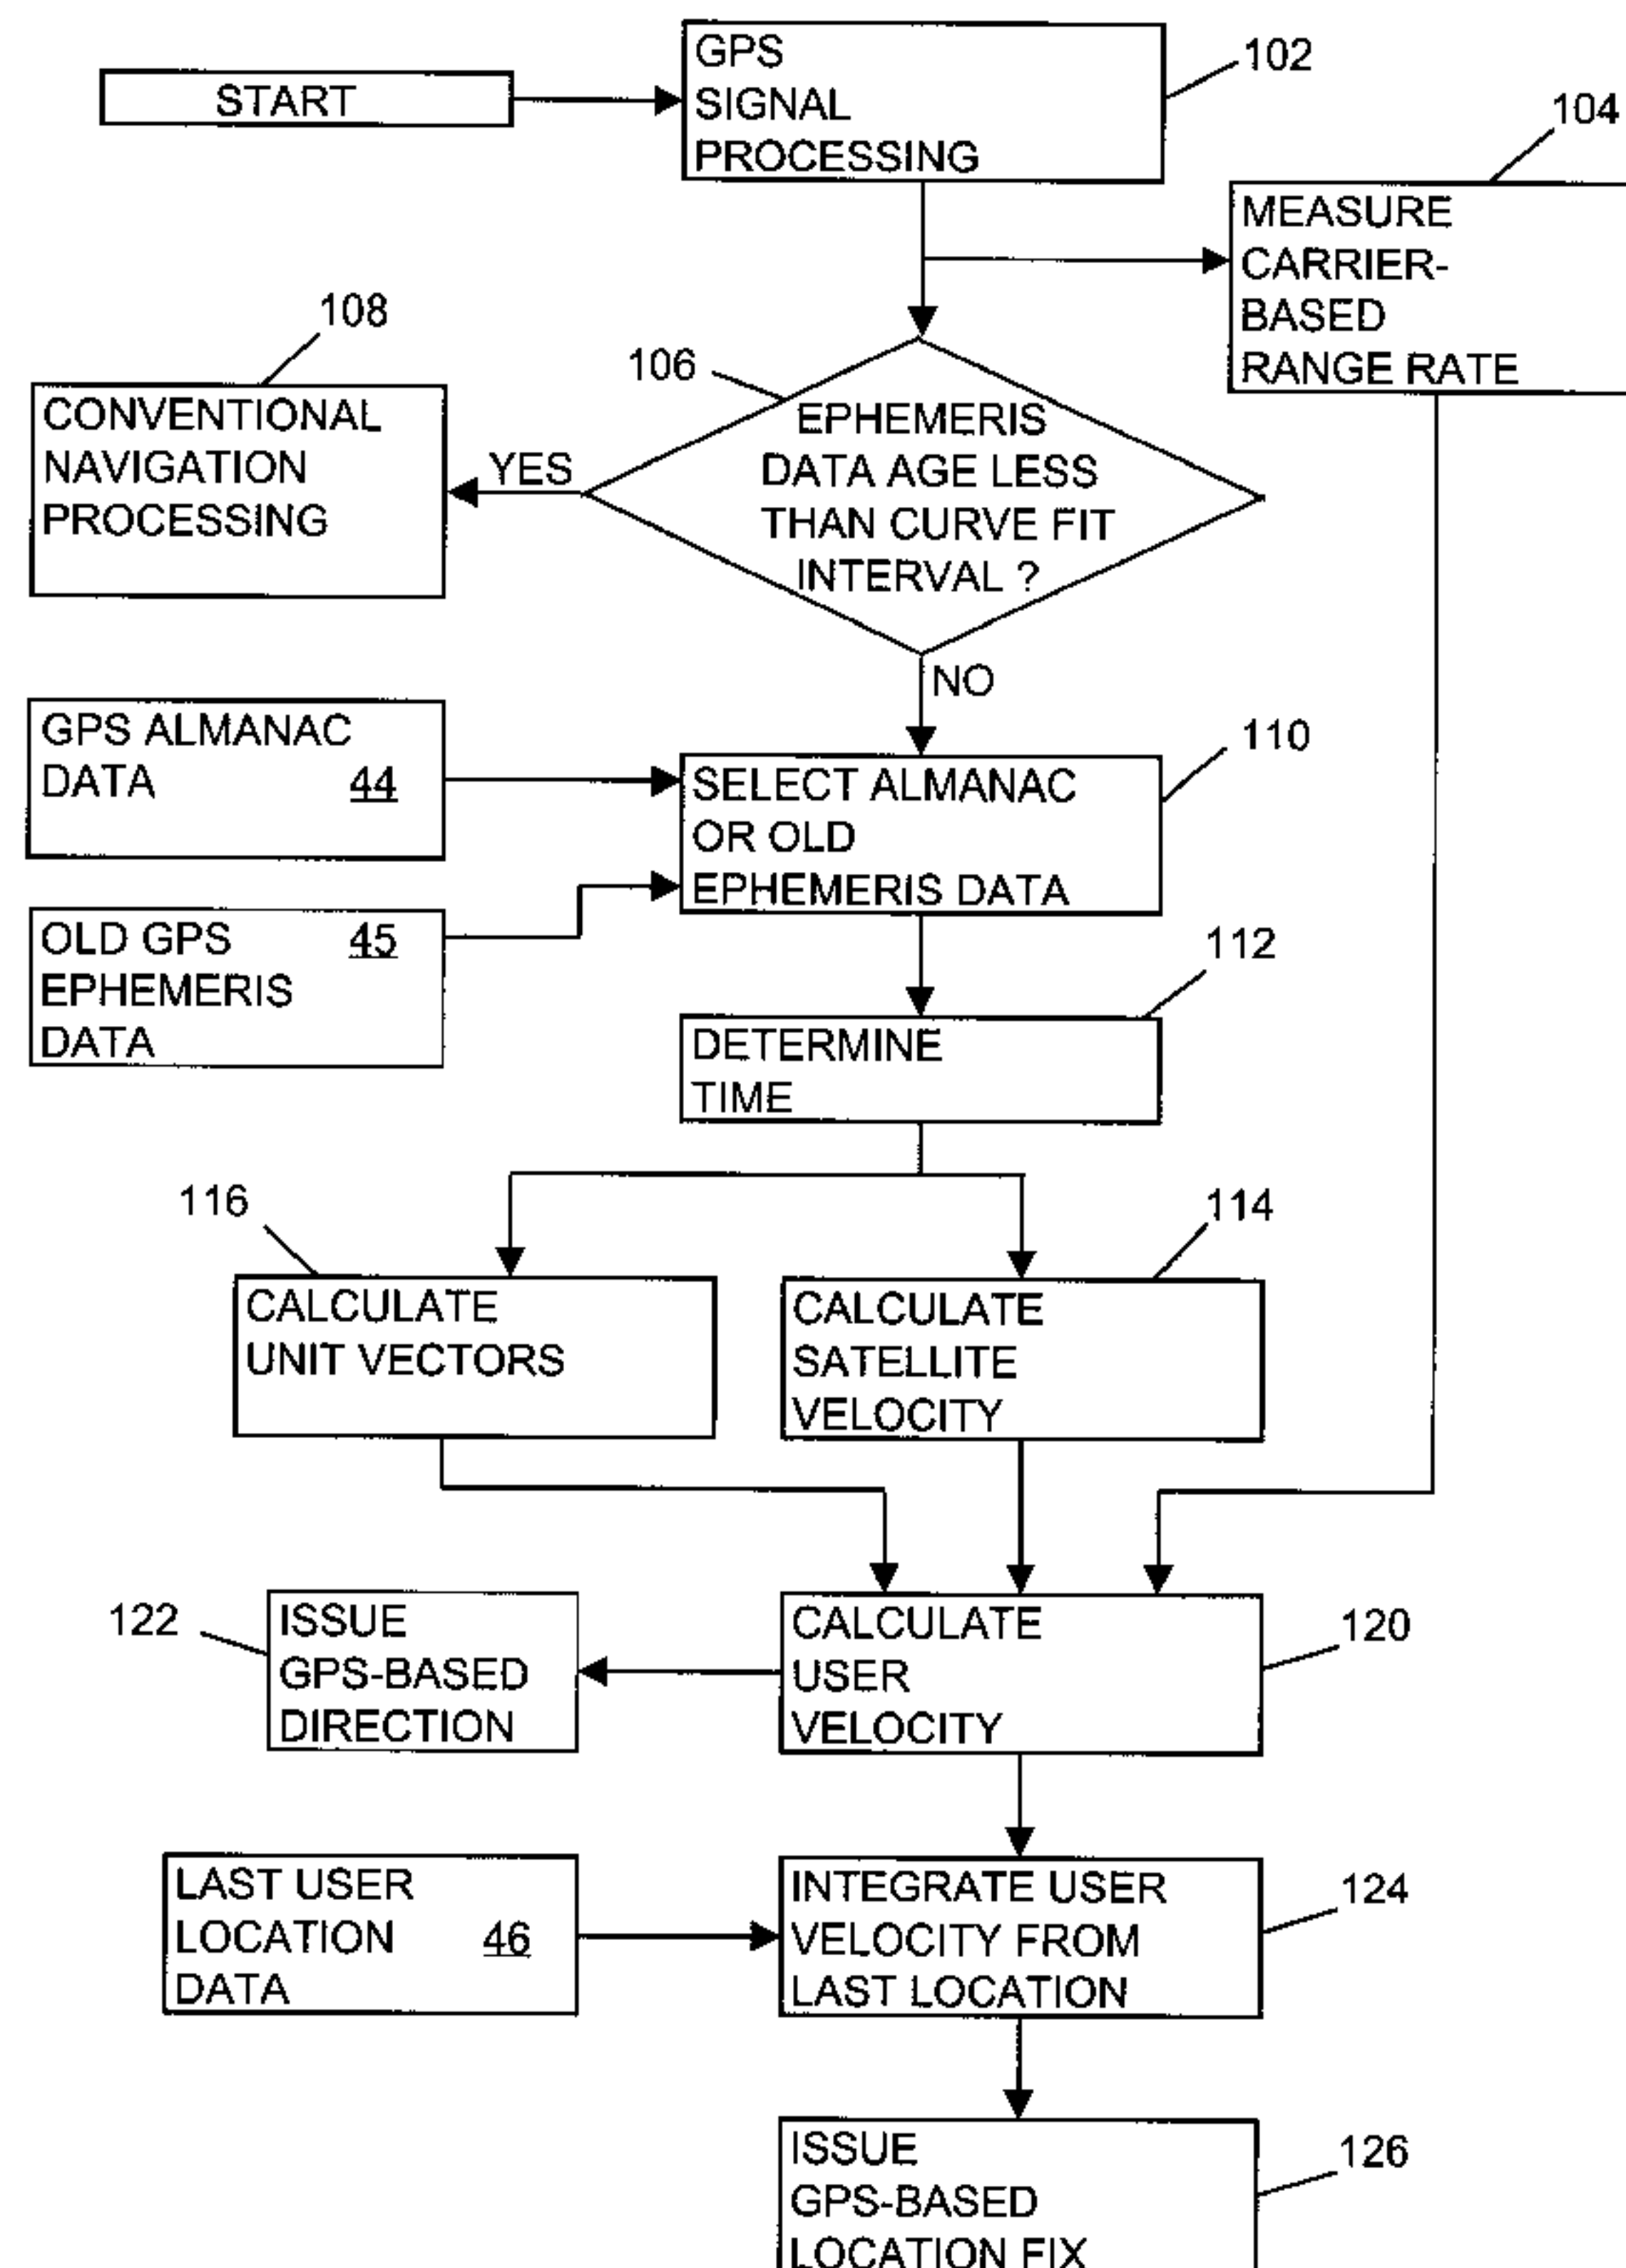 START
GPS
SIGNAL
PROCESSING
102
104
MEASURE
CARRIER-
BASED
RANGE RATE
108
CONVENTIONAL
NAVIGATION
PROCESSING
YES
106
EPHEMERIS
DATA AGE LESS
THAN CURVE FIT
INTERVAL ?
NO
GPS ALMANAC
DATA 44
110
SELECT ALMANAC
OR OLD
EPHEMERIS DATA
OLD GPS 45
EPHEMERIS
DATA
112
DETERMINE
TIME
116
CALCULATE
UNIT VECTORS
114
CALCULATE
SATELLITE
VELOCITY
122
ISSUE
GPS-BASED
DIRECTION
CALCULATE
USER
VELOCITY
120
LAST USER
LOCATION 46
DATA
INTEGRATE USER
VELOCITY FROM
LAST LOCATION
124
ISSUE
GPS-BASED
LOCATION FIX
126